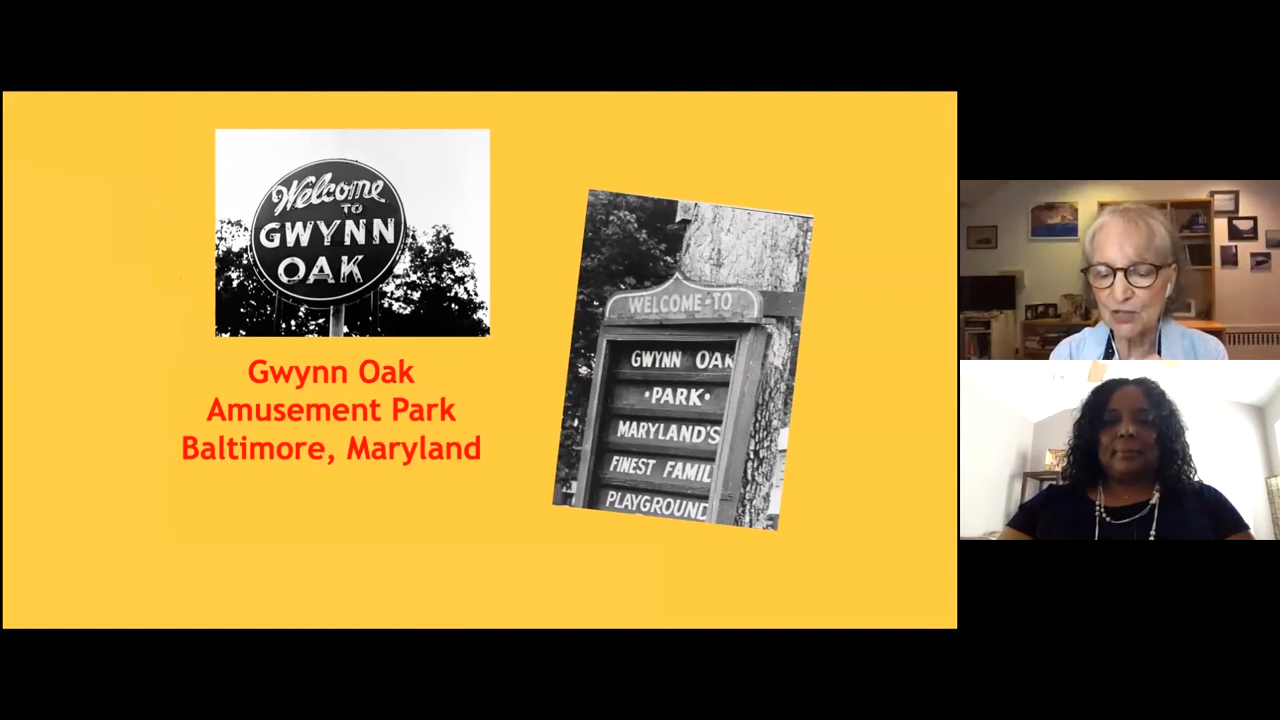 Welcome
TO
GWYNN
OAK
Gwynn Oak
Amusement Park
Baltimore, Maryland
WELCOME-TO
GWYNN OAK
•PARK•
MARYLAND'S
FINEST FAMIL
PLAYGROUND